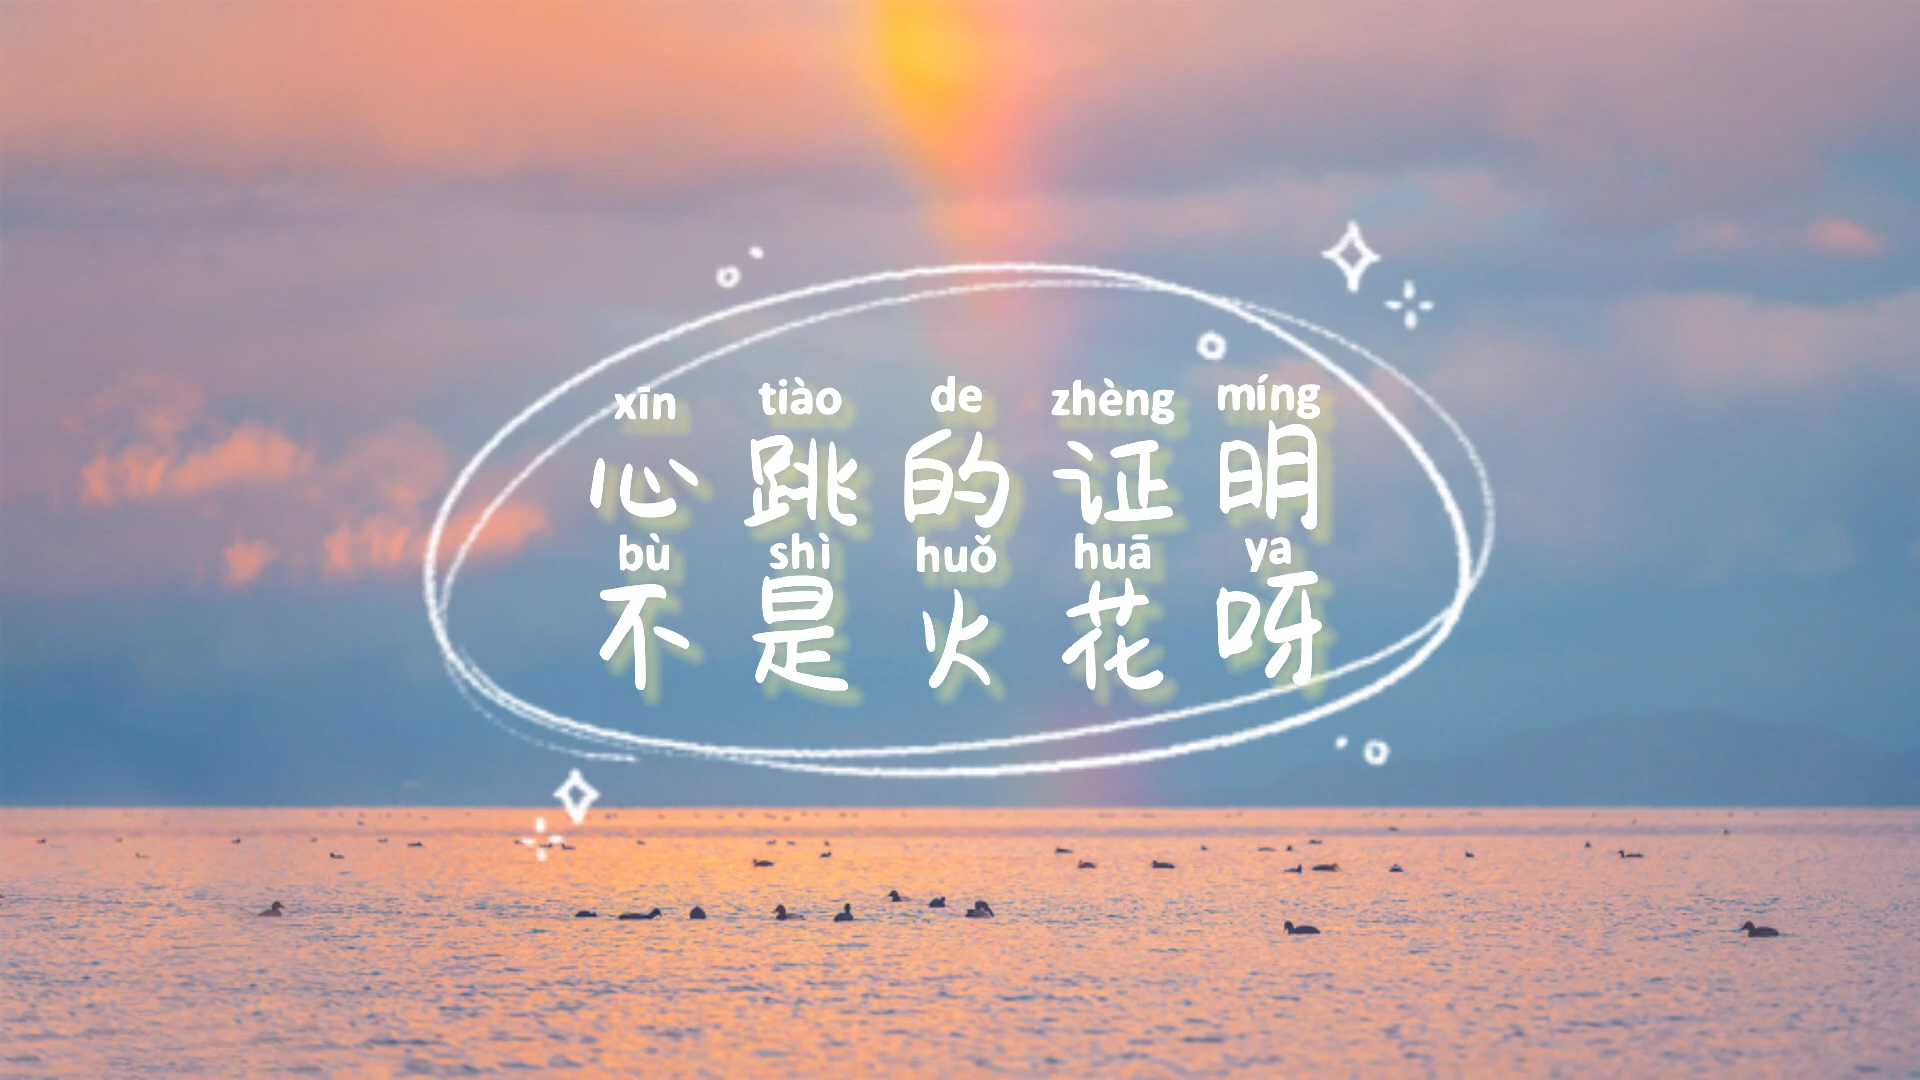 xīn tiào de zhèng míng
心跳的证明
bù shì huǒ huā ya
不是火花呀